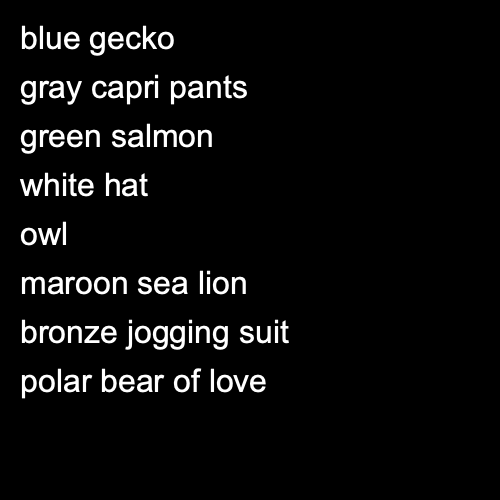 blue gecko
gray capri pants
green salmon
white hat
owl
maroon sea lion
bronze jogging suit
polar bear of love